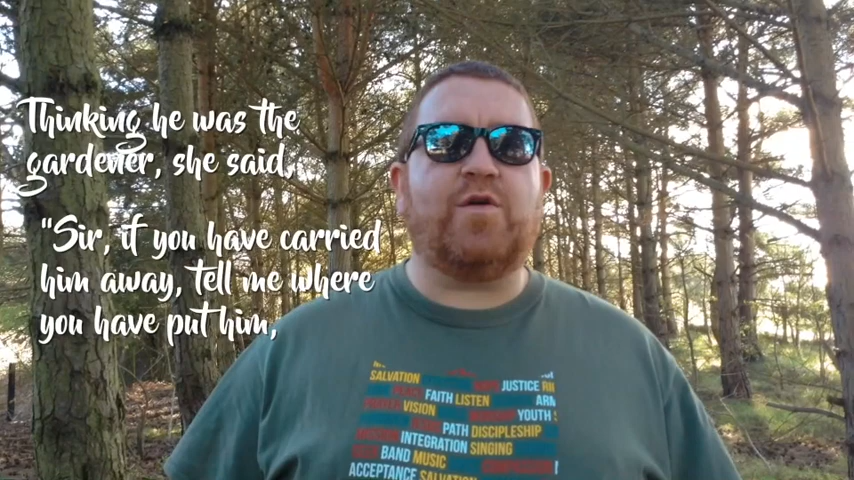 Thinking he was the
gardener, she said,
"Sir, if you have carried
him away, tell me where
you have put him,
SALVATION JUSTICE
FAITH LISTEN
VISION YOUTH
PATH DISCIPLESHIP
INTEGRATION SINGING
BAND MUSIC
ACCEPTANCE SALVATION